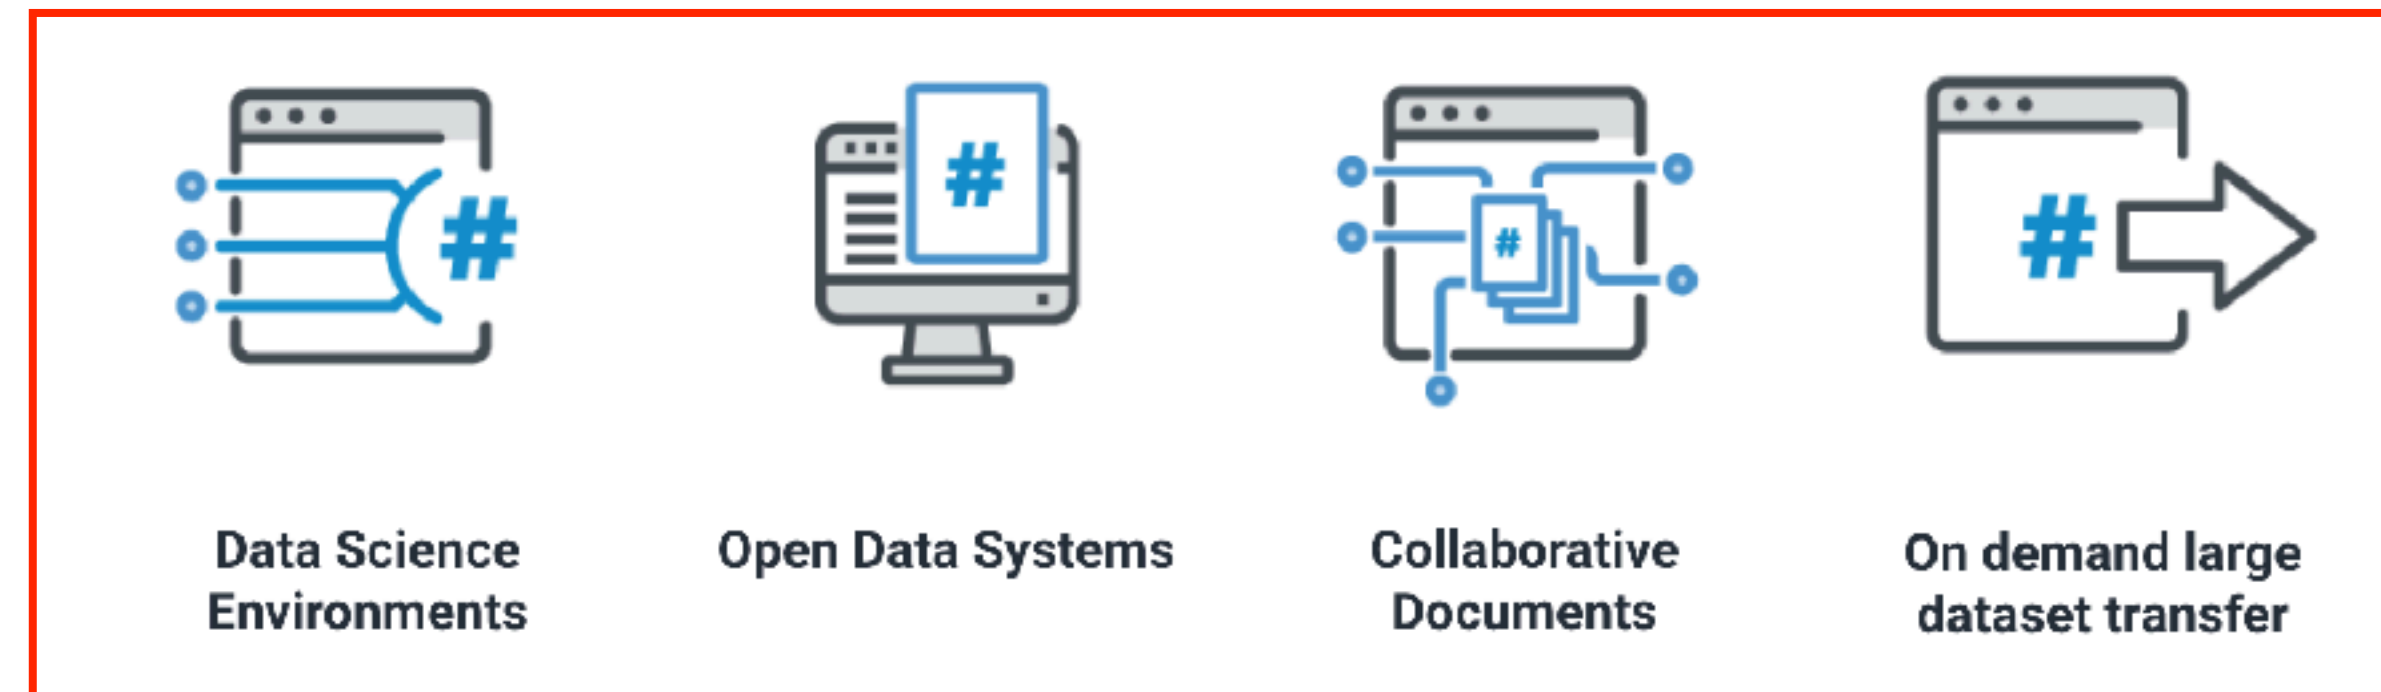 #
#
#
#
Data Science
Environments
Open Data Systems
Collaborative
Documents
On demand large
dataset transfer